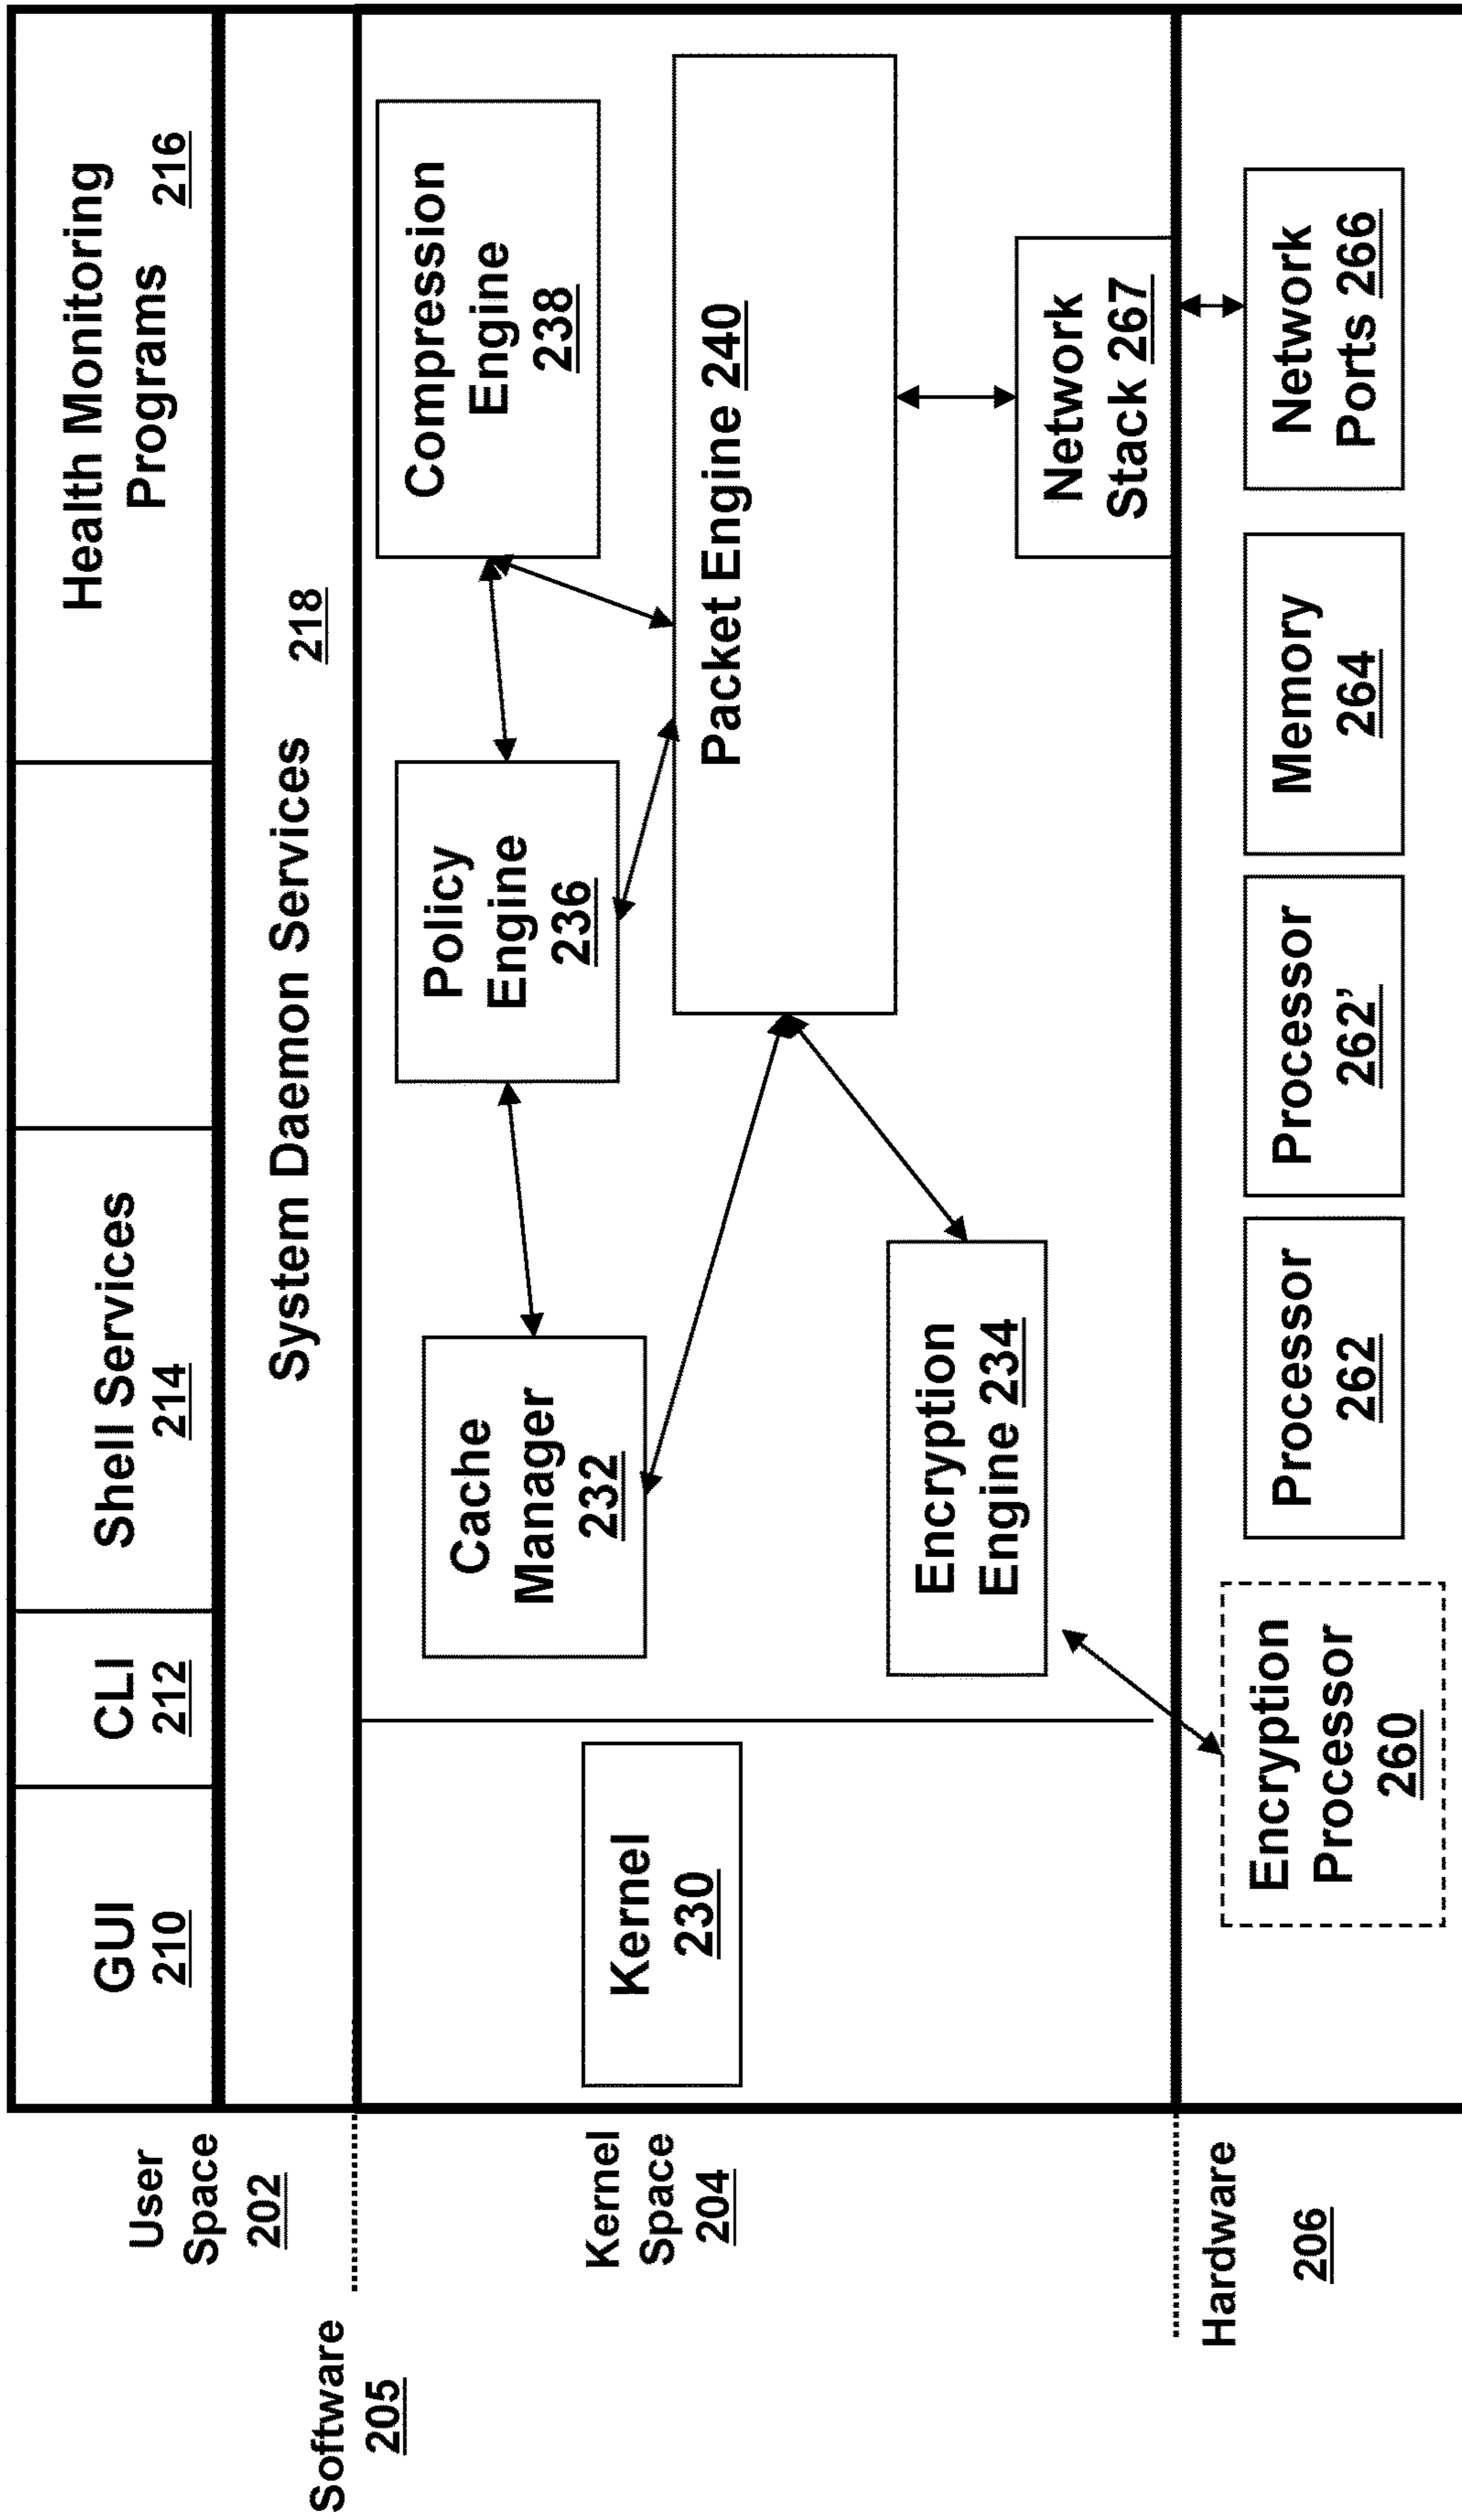 User
Space
202
GUI
210
CLI
212
Shell Services
214
Health Monitoring
Programs 216
System Daemon Services 218
Software
205
Kernel
Space
204
Kernel
230
Cache
Manager
232
Policy
Engine
236
Compression
Engine
238
Packet Engine 240
Encryption
Engine 234
Network
Stack 267
Hardware
206
Encryption
Processor
260
Processor
262
Processor
262’
Memory
264
Network
Ports 266